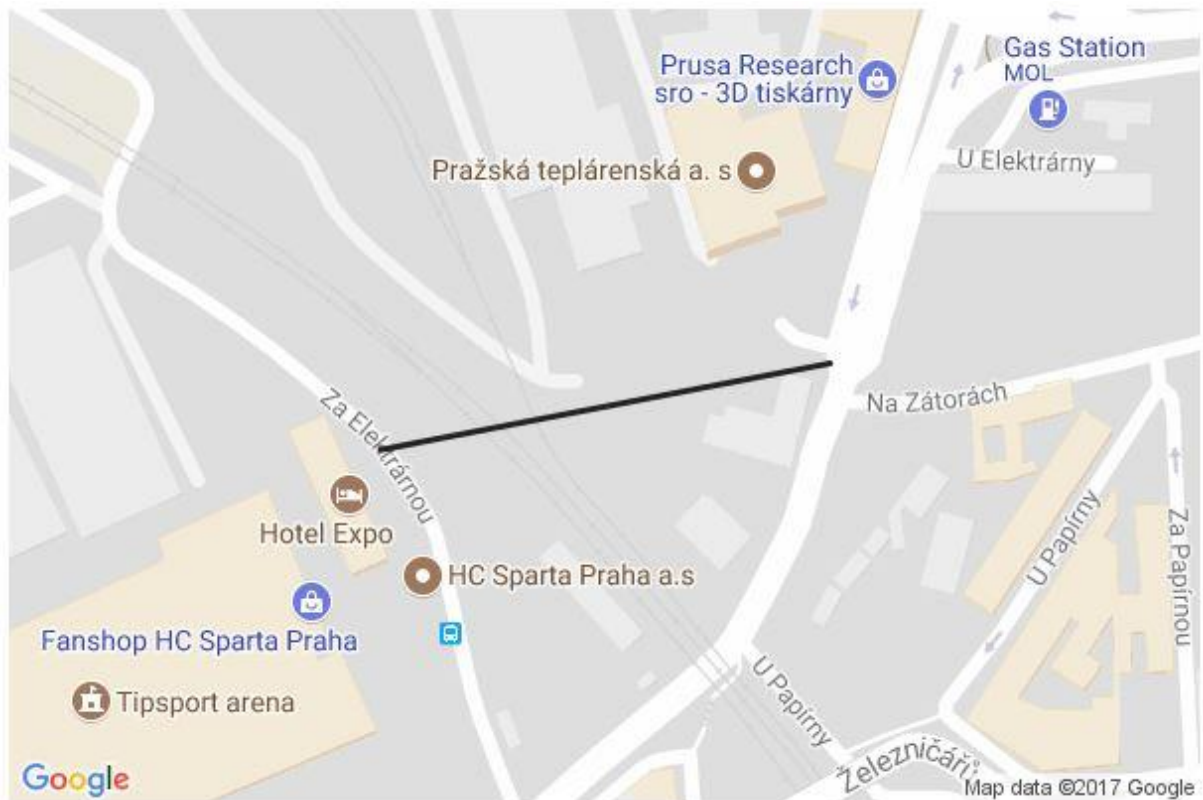 Gas Station
MOL
Prusa Research
sro - 3D tiskárny
Pražská teplárenská a. s
U Elektrárny
Za Elektrárnou
Na Zátorách
Hotel Expo
HC Sparta Praha a.s
U Papírny
Za Papírnou
Fanshop HC Sparta Praha
Tipsport arena
U Papírny
Železničářů
Google
Map data ©2017 Google